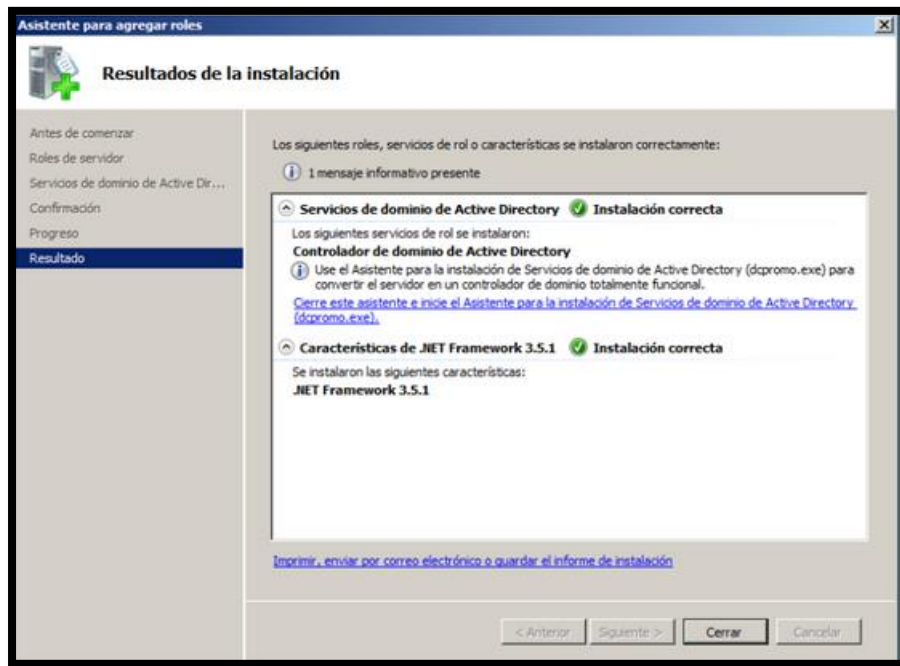 Asistente para agregar roles
Resultados de la instalación
Antes de comenzar
Roles de servidor
Servicios de dominio de Active Dir...
Confirmación
Progreso
Resultado
Los siguientes roles, servicios de rol o características se instalaron correctamente:
1 mensaje informativo presente
Servicios de dominio de Active Directory Instalación correcta
Los siguientes servicios de rol se instalaron:
Controlador de dominio de Active Directory
Use el Asistente para la instalación de Servicios de dominio de Active Directory (dcpromo.exe) para
convertir el servidor en un controlador de dominio totalmente funcional.
Cierre este asistente e inicie el Asistente para la instalación de Servicios de dominio de Active Directory
(dcpromo.exe).
Características de .NET Framework 3.5.1 Instalación correcta
Se instalaron las siguientes características:
.NET Framework 3.5.1
Imprimir, enviar por correo electrónico o guardar el informe de instalación
< Anterior Siguiente > Cerrar Cancelar